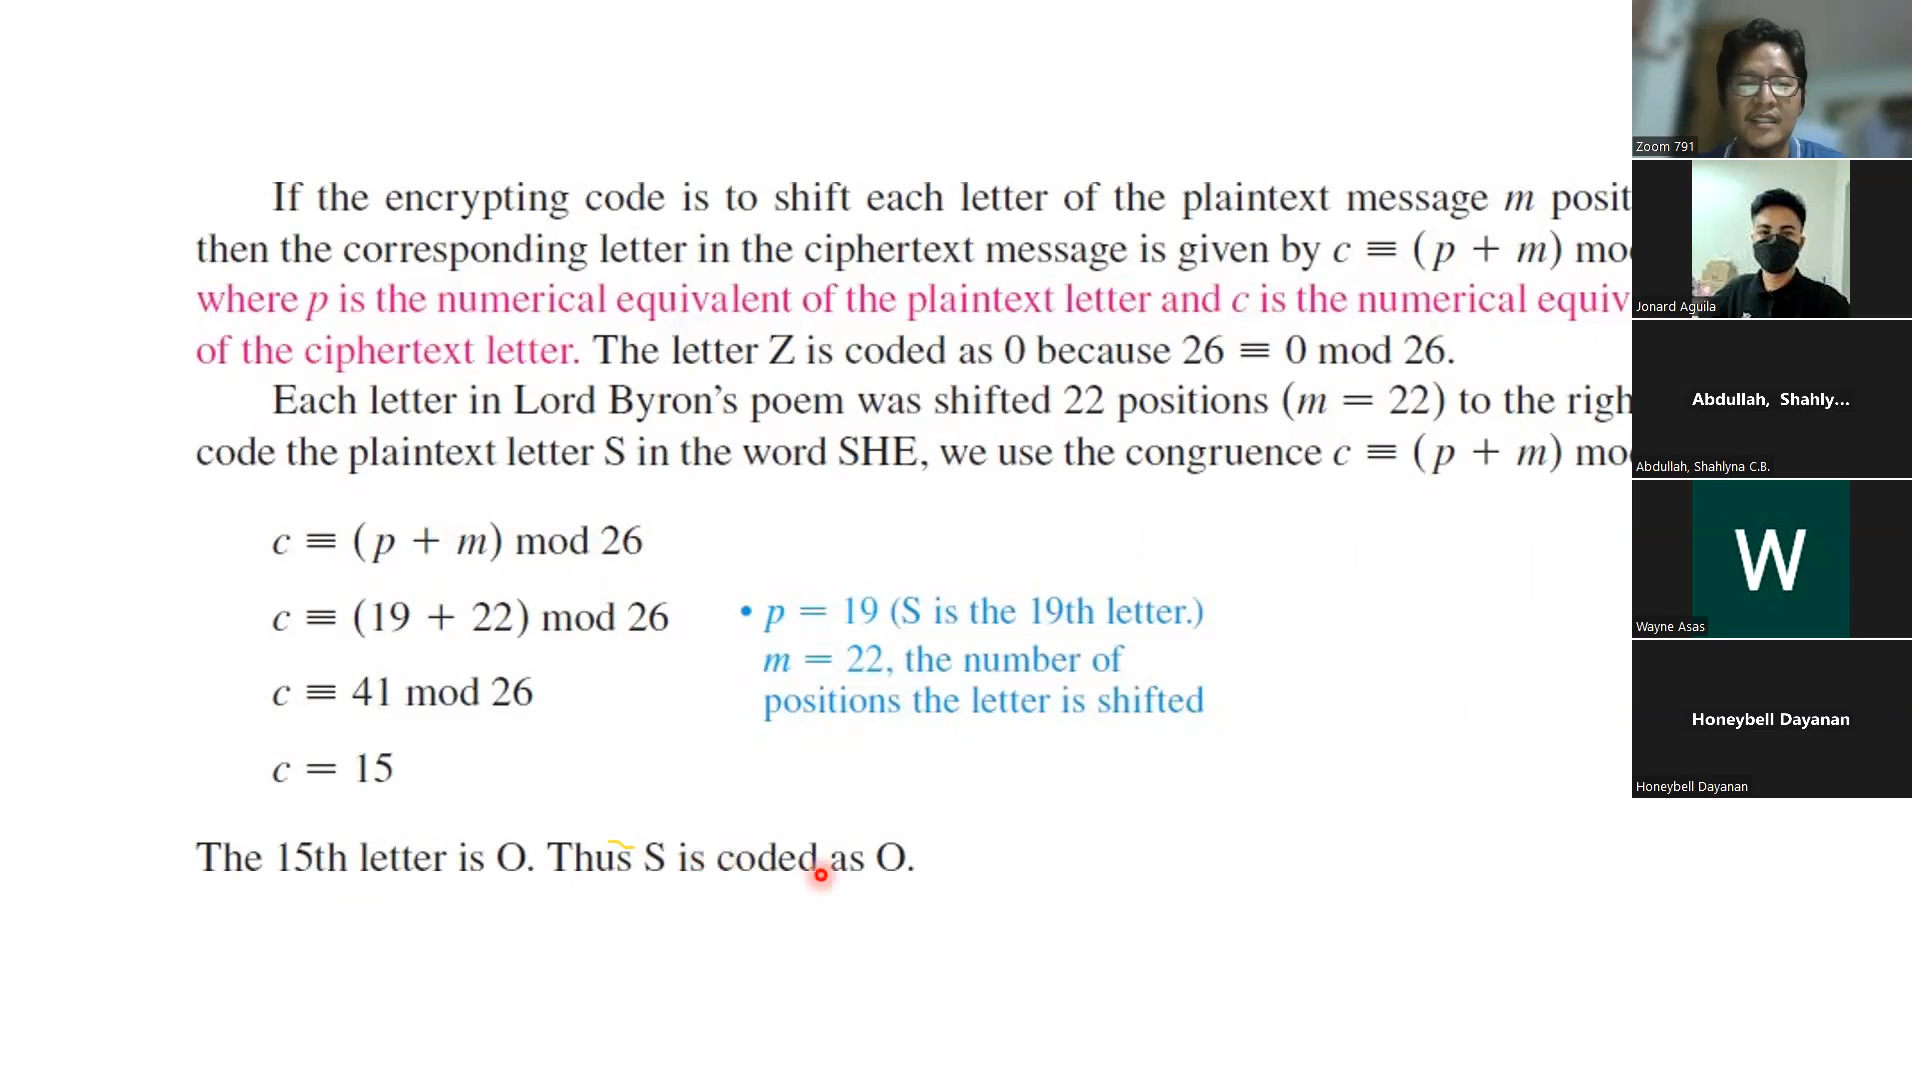 If the encrypting code is to shift each letter of the plaintext message m posit
then the corresponding letter in the ciphertext message is given by c ≡ (p + m) mo
where p is the numerical equivalent of the plaintext letter and c is the numerical equiv
of the ciphertext letter. The letter Z is coded as 0 because 26 ≡ 0 mod 26.
Each letter in Lord Byron's poem was shifted 22 positions (m = 22) to the righ
code the plaintext letter S in the word SHE, we use the congruence c ≡ (p + m) mo
c ≡ (p + m) mod 26
c ≡ (19 + 22) mod 26
• p = 19 (S is the 19th letter.)
m = 22, the number of
positions the letter is shifted
c ≡ 41 mod 26
c = 15
The 15th letter is O. Thus S is coded as O.
Zoom 791
Jonard Aguila
Abdullah, Shahly...
Abdullah, Shahlyna C.B.
W
Wayne Asas
Honeybell Dayanan
Honeybell Dayanan